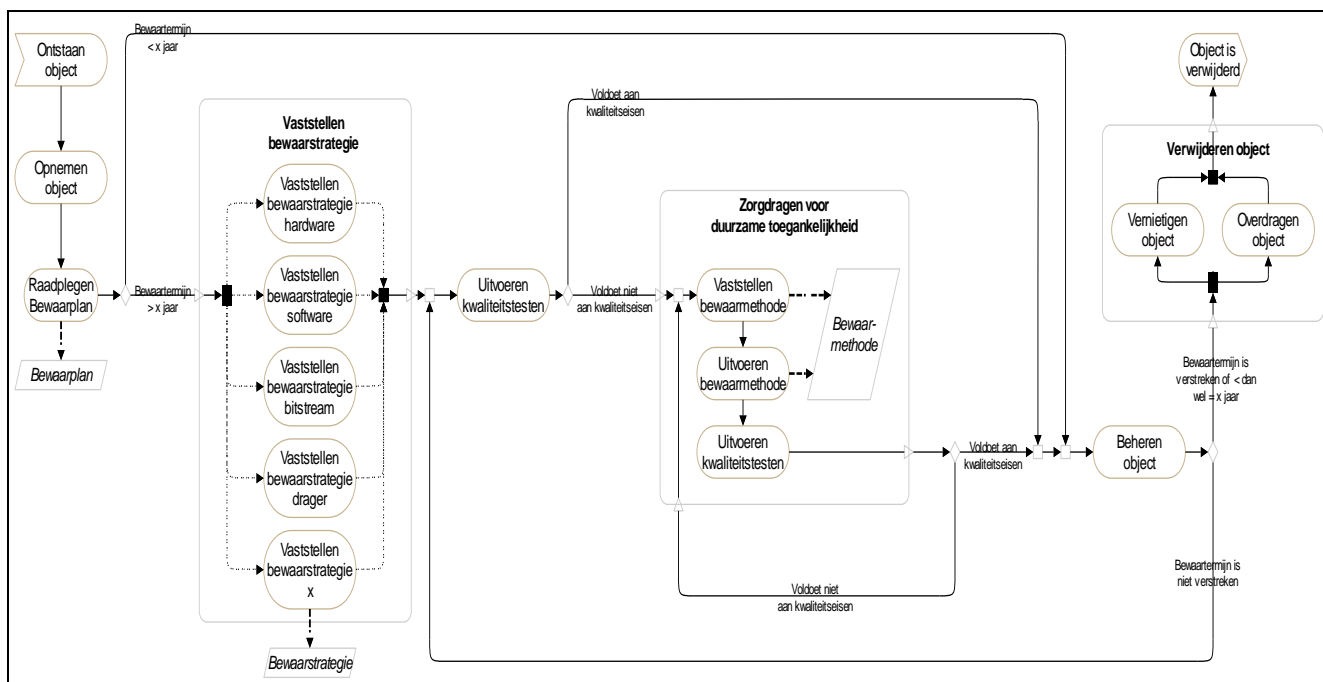 Ontstaan
object
Opnemen
object
Raadplegen
Bewaarplan
Bewaarplan
Bewaartermijn
< x jaar
Bewaartermijn
> x jaar
Vaststellen
bewaarstrategie
Vaststellen
bewaarstrategie
hardware
Vaststellen
bewaarstrategie
software
Vaststellen
bewaarstrategie
bitstream
Vaststellen
bewaarstrategie
drager
Vaststellen
bewaarstrategie
x
Bewaarstrategie
Uitvoeren
kwaliteitstesten
Voldoet aan
kwaliteitseisen
Voldoet niet
aan kwaliteitseisen
Zorgdragen voor
duurzame toegankelijkheid
Vaststellen
bewaarmethode
Uitvoeren
bewaarmethode
Uitvoeren
kwaliteitstesten
Bewaar-
methode
Voldoet niet
aan kwaliteitseisen
Voldoet aan
kwaliteitseisen
Beheren
object
Bewaartermijn is
verstreken of < dan
wel = x jaar
Bewaartermijn is
niet verstreken
Verwijderen object
Vernietigen
object
Overdragen
object
Object is
verwijderd